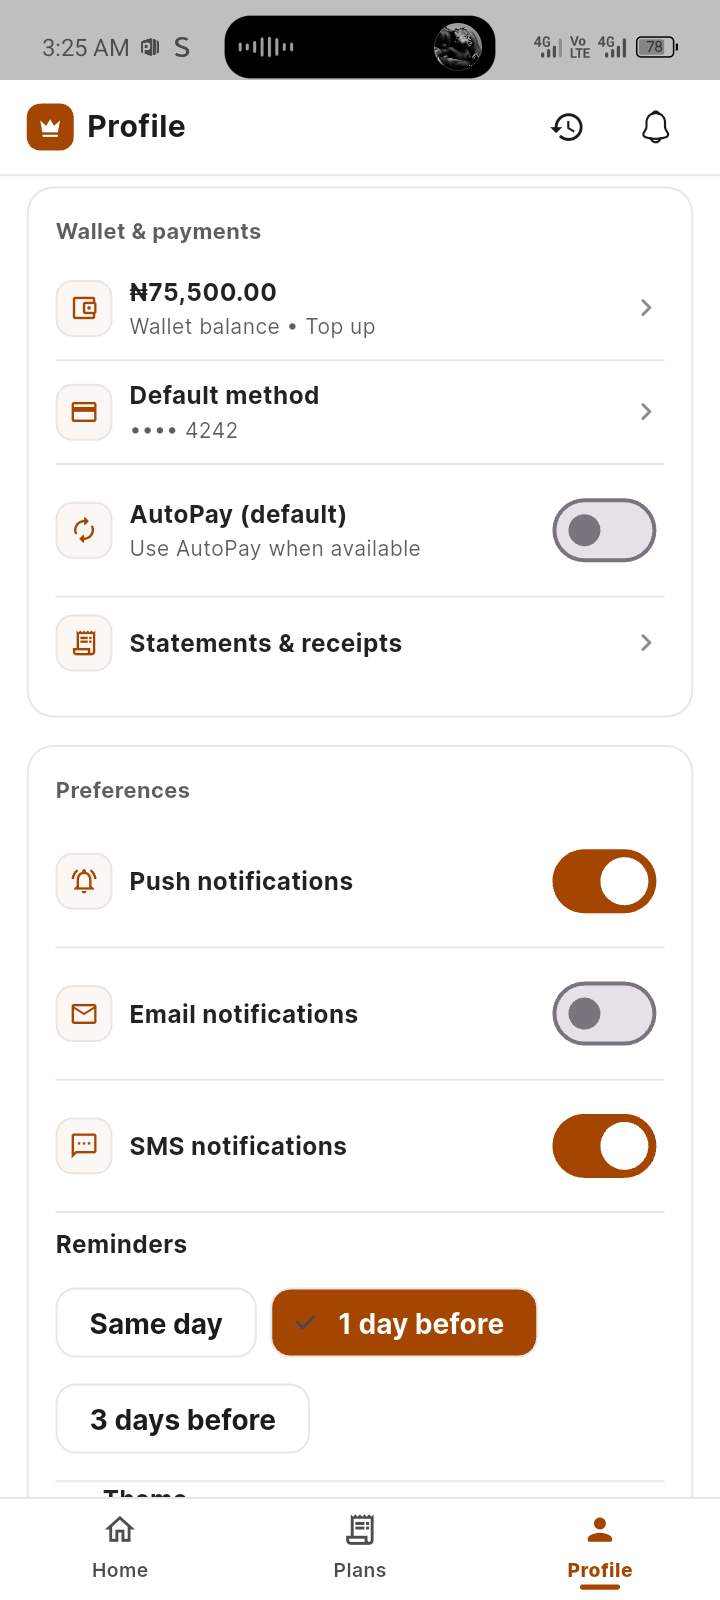 3:25 AM
S
4G
Vo
LTE
4G
78
Profile
Wallet & payments
₦75,500.00
Wallet balance • Top up
Default method
•••• 4242
AutoPay (default)
Use AutoPay when available
Statements & receipts
Preferences
Push notifications
Email notifications
SMS notifications
Reminders
Same day
1 day before
3 days before
Theme
Home
Plans
Profile